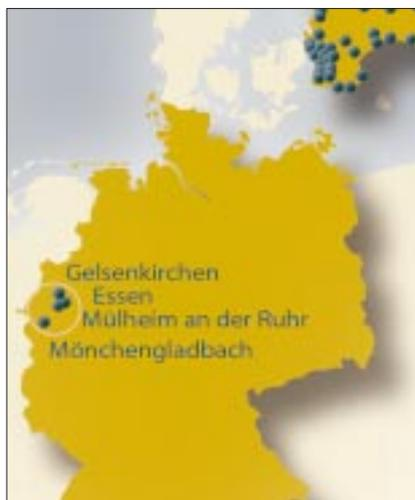 Gelsenkirchen
Essen
Mülheim an der Ruhr
Mönchengladbach